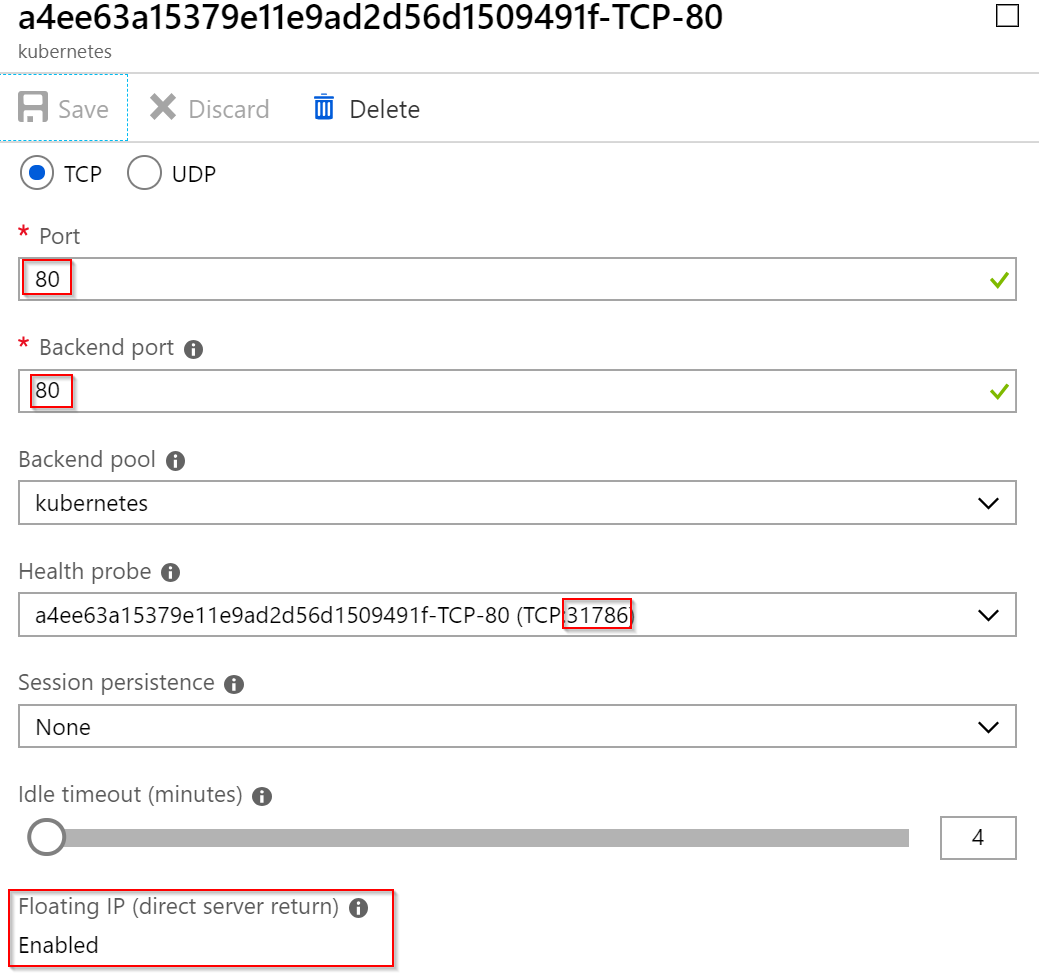 a4ee63a15379e11e9ad2d56d1509491f-TCP-80
kubernetes
Save Discard Delete
TCP UDP
* Port
80
* Backend port
80
Backend pool
kubernetes
Health probe
a4ee63a15379e11e9ad2d56d1509491f-TCP-80 (TCP:31786)
Session persistence
None
Idle timeout (minutes)
4
Floating IP (direct server return)
Enabled